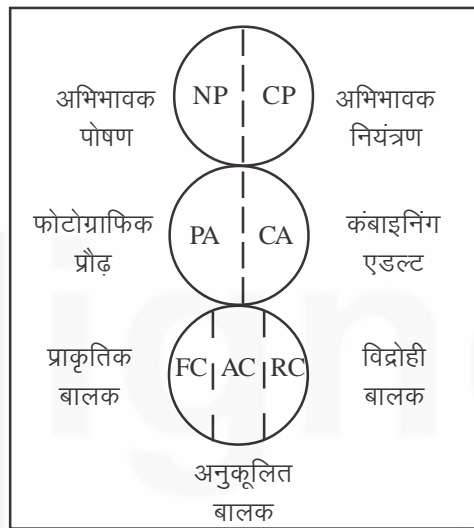 NP CP
अभिभावक
पोषण
अभिभावक
नियंत्रण
PA CA
फोटोग्राफिक
प्रौढ़
कंबाइनिंग
एडल्ट
FC AC RC
प्राकृतिक
बालक
विद्रोही
बालक
अनुकूलित
बालक